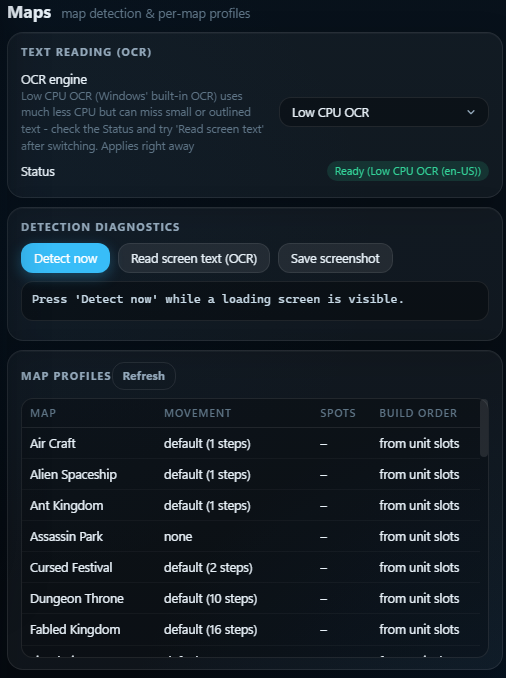 Maps map detection & per-map profiles
TEXT READING (OCR)
OCR engine
Low CPU OCR (Windows' built-in OCR) uses
much less CPU but can miss small or outlined
text - check the Status and try 'Read screen text'
after switching. Applies right away
Low CPU OCR
Status
Ready (Low CPU OCR (en-US))
DETECTION DIAGNOSTICS
Detect now Read screen text (OCR) Save screenshot
Press 'Detect now' while a loading screen is visible.
MAP PROFILES Refresh
MAP MOVEMENT SPOTS BUILD ORDER
Air Craft default (1 steps) – from unit slots
Alien Spaceship default (1 steps) – from unit slots
Ant Kingdom default (1 steps) – from unit slots
Assassin Park none – from unit slots
Cursed Festival default (2 steps) – from unit slots
Dungeon Throne default (10 steps) – from unit slots
Fabled Kingdom default (16 steps) – from unit slots